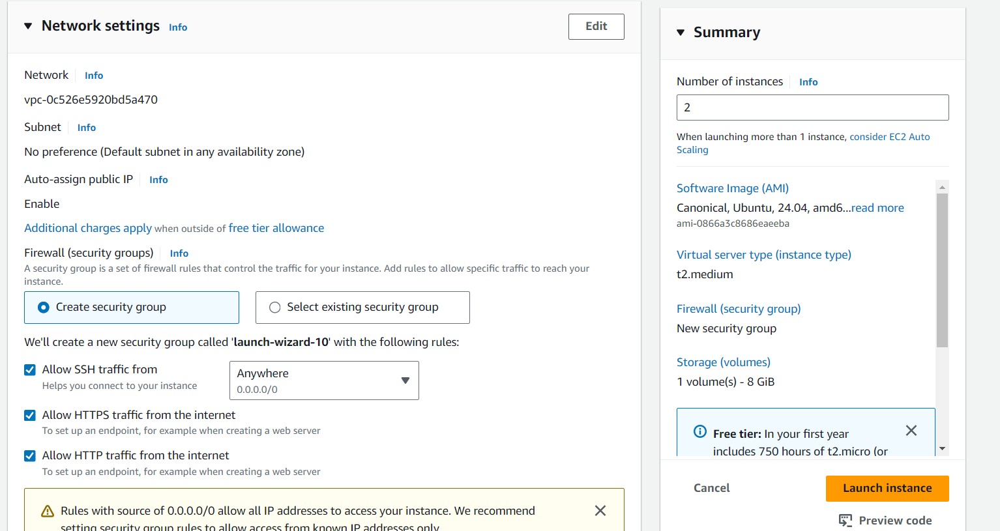 Network settings Info
Edit
Network Info
vpc-0c526e5920bd5a470
Subnet Info
No preference (Default subnet in any availability zone)
Auto-assign public IP Info
Enable
Additional charges apply when outside of free tier allowance
Firewall (security groups) Info
A security group is a set of firewall rules that control the traffic for your instance. Add rules to allow specific traffic to reach your
instance.
Create security group
Select existing security group
We'll create a new security group called 'launch-wizard-10' with the following rules:
Allow SSH traffic from
Helps you connect to your instance
Anywhere
0.0.0.0/0
Allow HTTPS traffic from the internet
To set up an endpoint, for example when creating a web server
Allow HTTP traffic from the internet
To set up an endpoint, for example when creating a web server
Rules with source of 0.0.0.0/0 allow all IP addresses to access your instance. We recommend
setting security group rules to allow access from known IP addresses only.
Summary
Number of instances Info
2
When launching more than 1 instance, consider EC2 Auto
Scaling
Software Image (AMI)
Canonical, Ubuntu, 24.04, amd6...read more
ami-0866a3c8686eaeeba
Virtual server type (instance type)
t2.medium
Firewall (security group)
New security group
Storage (volumes)
1 volume(s) - 8 GiB
Free tier: In your first year
includes 750 hours of t2.micro (or
Cancel
Launch instance
Preview code